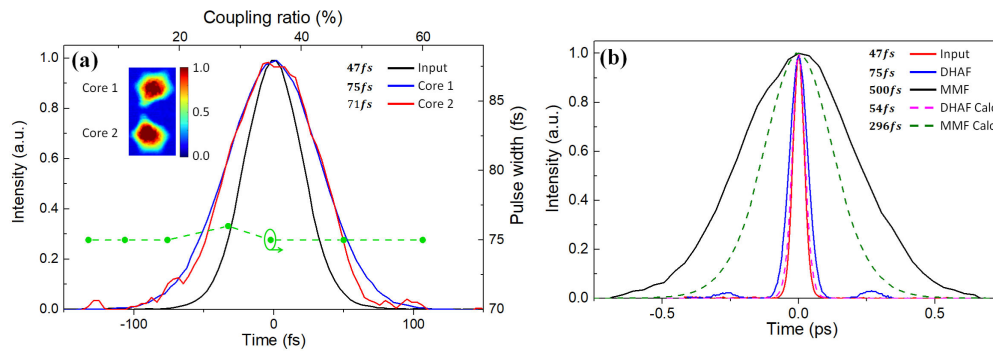 Coupling ratio (%)
20 40 60
(a)
Core 1
Core 2
1.0
0.5
0.0
47fs Input
75fs Core 1
71fs Core 2
1.0
0.8
0.6
0.4
0.2
0.0
Intensity (a.u.)
85
80
75
70
Pulse width (fs)
-100 0 100
Time (fs)
(b)
47fs Input
75fs DHAF
500fs MMF
54fs DHAF Calc
296fs MMF Calc
1.0
0.8
0.6
0.4
0.2
0.0
Intensity (a.u.)
-0.5 0.0 0.5
Time (ps)